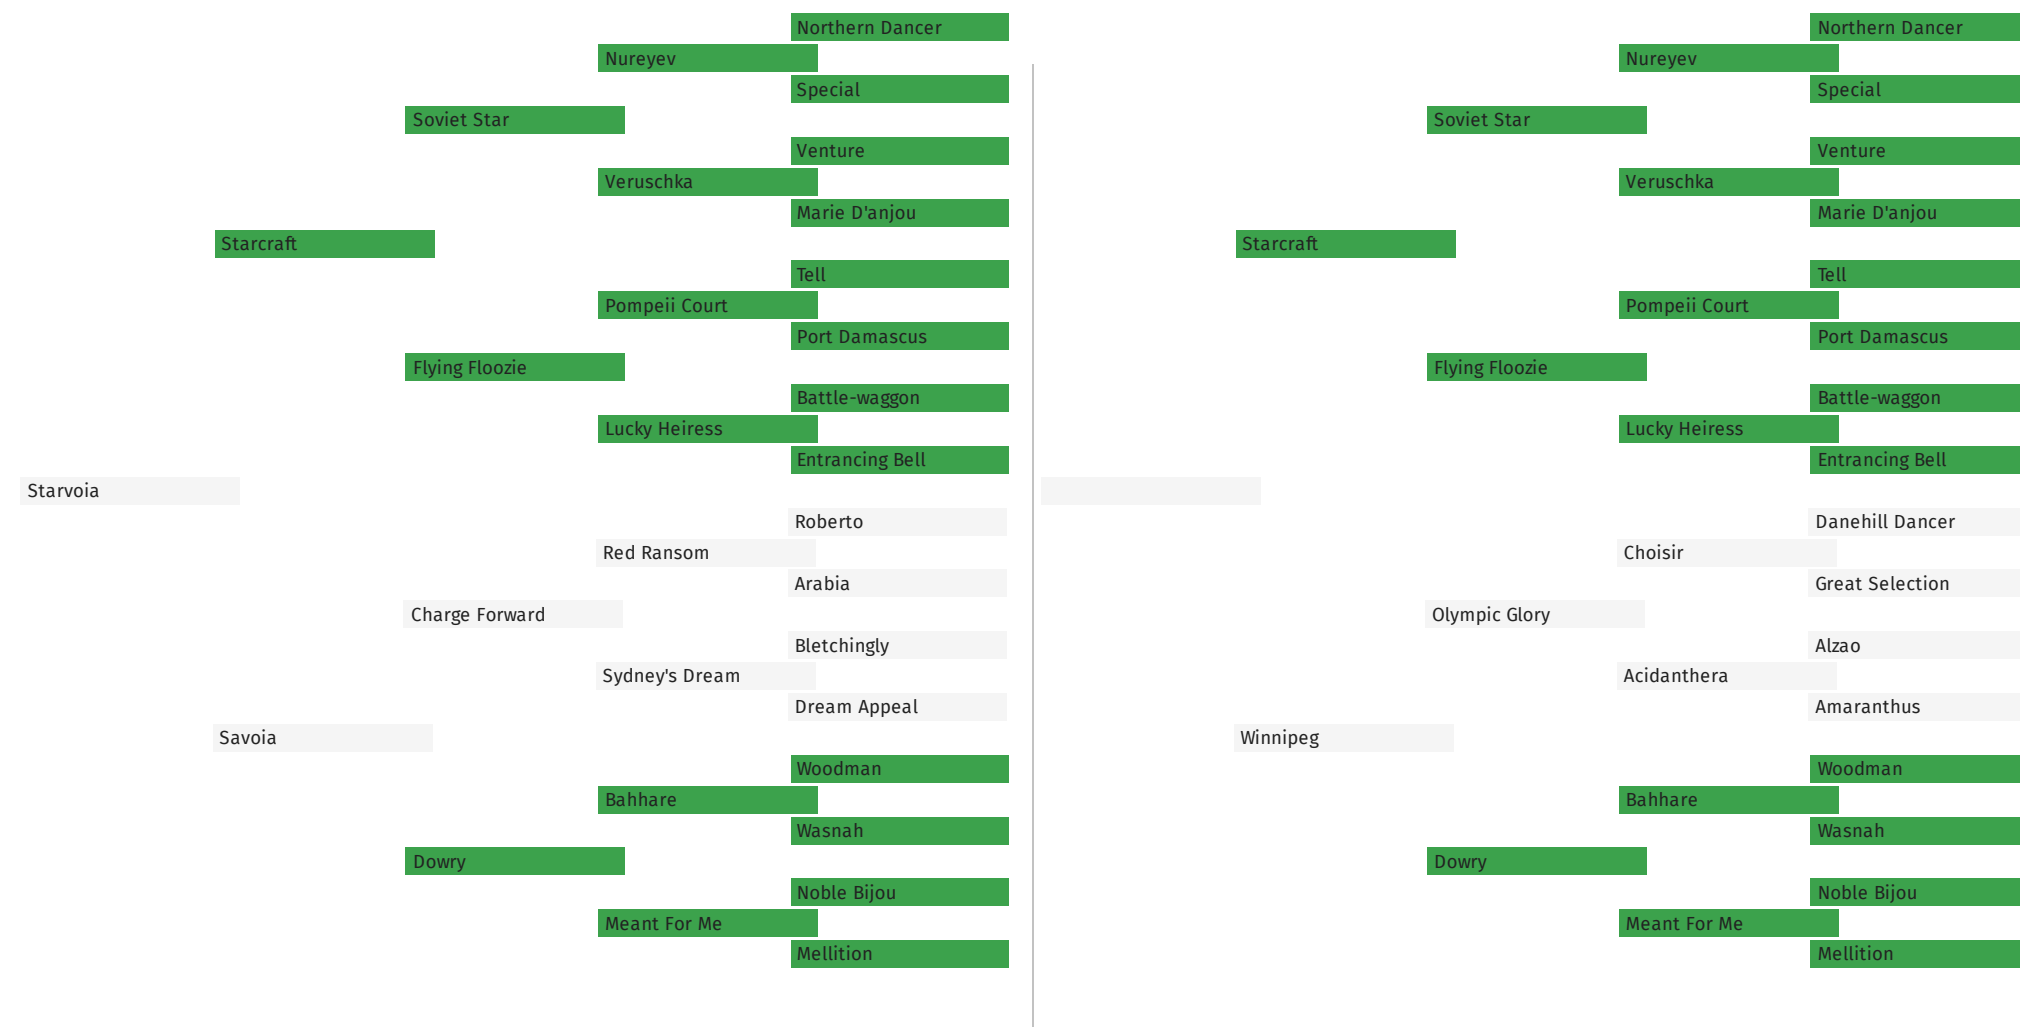 Northern Dancer
Nureyev
Special
Soviet Star
Venture
Veruschka
Marie D'anjou
Starcraft
Tell
Pompeii Court
Port Damascus
Flying Floozie
Battle-waggon
Lucky Heiress
Entrancing Bell
Starvoia
Roberto
Red Ransom
Arabia
Charge Forward
Bletchingly
Sydney's Dream
Dream Appeal
Savoia
Woodman
Bahhare
Wasnah
Dowry
Noble Bijou
Meant For Me
Mellition
Northern Dancer
Nureyev
Special
Soviet Star
Venture
Veruschka
Marie D'anjou
Starcraft
Tell
Pompeii Court
Port Damascus
Flying Floozie
Battle-waggon
Lucky Heiress
Entrancing Bell
Danehill Dancer
Choisir
Great Selection
Olympic Glory
Alzao
Acidanthera
Amaranthus
Winnipeg
Woodman
Bahhare
Wasnah
Dowry
Noble Bijou
Meant For Me
Mellition